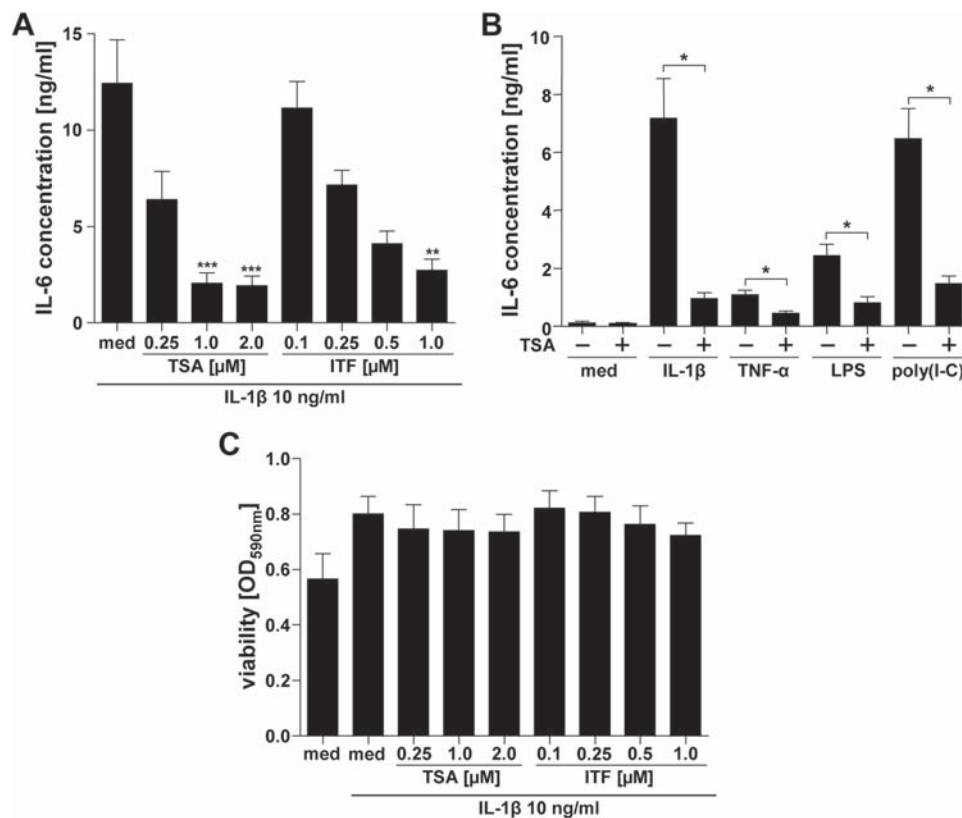 A
IL-6 concentration [ng/ml]
15
10
5
0
*** *** **
med 0.25 1.0 2.0 0.1 0.25 0.5 1.0
TSA [µM] ITF [µM]
IL-1β 10 ng/ml
B
IL-6 concentration [ng/ml]
10
8
6
4
2
0
* * * *
TSA − + − + − + − + − +
med IL-1β TNF-α LPS poly(I-C)
C
viability [OD590nm]
1.0
0.8
0.6
0.4
0.2
0.0
med med 0.25 1.0 2.0 0.1 0.25 0.5 1.0
TSA [µM] ITF [µM]
IL-1β 10 ng/ml